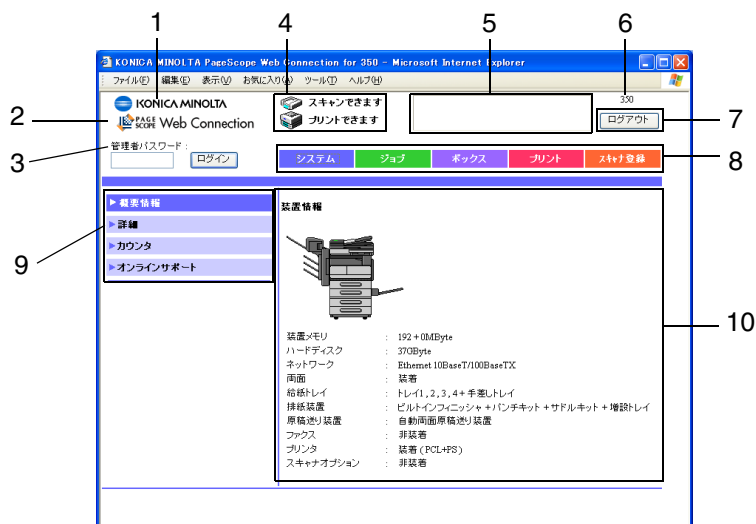 1
4
5
6
KONICA MINOLTA PageScope Web Connection for 350 - Microsoft Internet Explorer
ファイル(F) 編集(E) 表示(V) お気に入り(A) ツール(T) ヘルプ(H)
KONICA MINOLTA
スキャンできます
350
2
PAGE SCOPE Web Connection
プリントできます
ログアウト
7
3
管理者パスワード :
ログイン
システム ジョブ ボックス プリント スキャナ登録
8
概要情報
詳細
カウンタ
オンラインサポート
9
装置情報
装置メモリ : 192+0MByte
ハードディスク : 37GByte
ネットワーク : Ethernet 10BaseT/100BaseTX
両面 : 装着
給紙トレイ : トレイ1,2,3,4+手差しトレイ
排紙装置 : ビルトインフィニッシャ+パンチキット+サドルキット+増設トレイ
原稿送り装置 : 自動両面原稿送り装置
ファクス : 非装着
プリンタ : 装着(PCL+PS)
スキャナオプション : 非装着
10